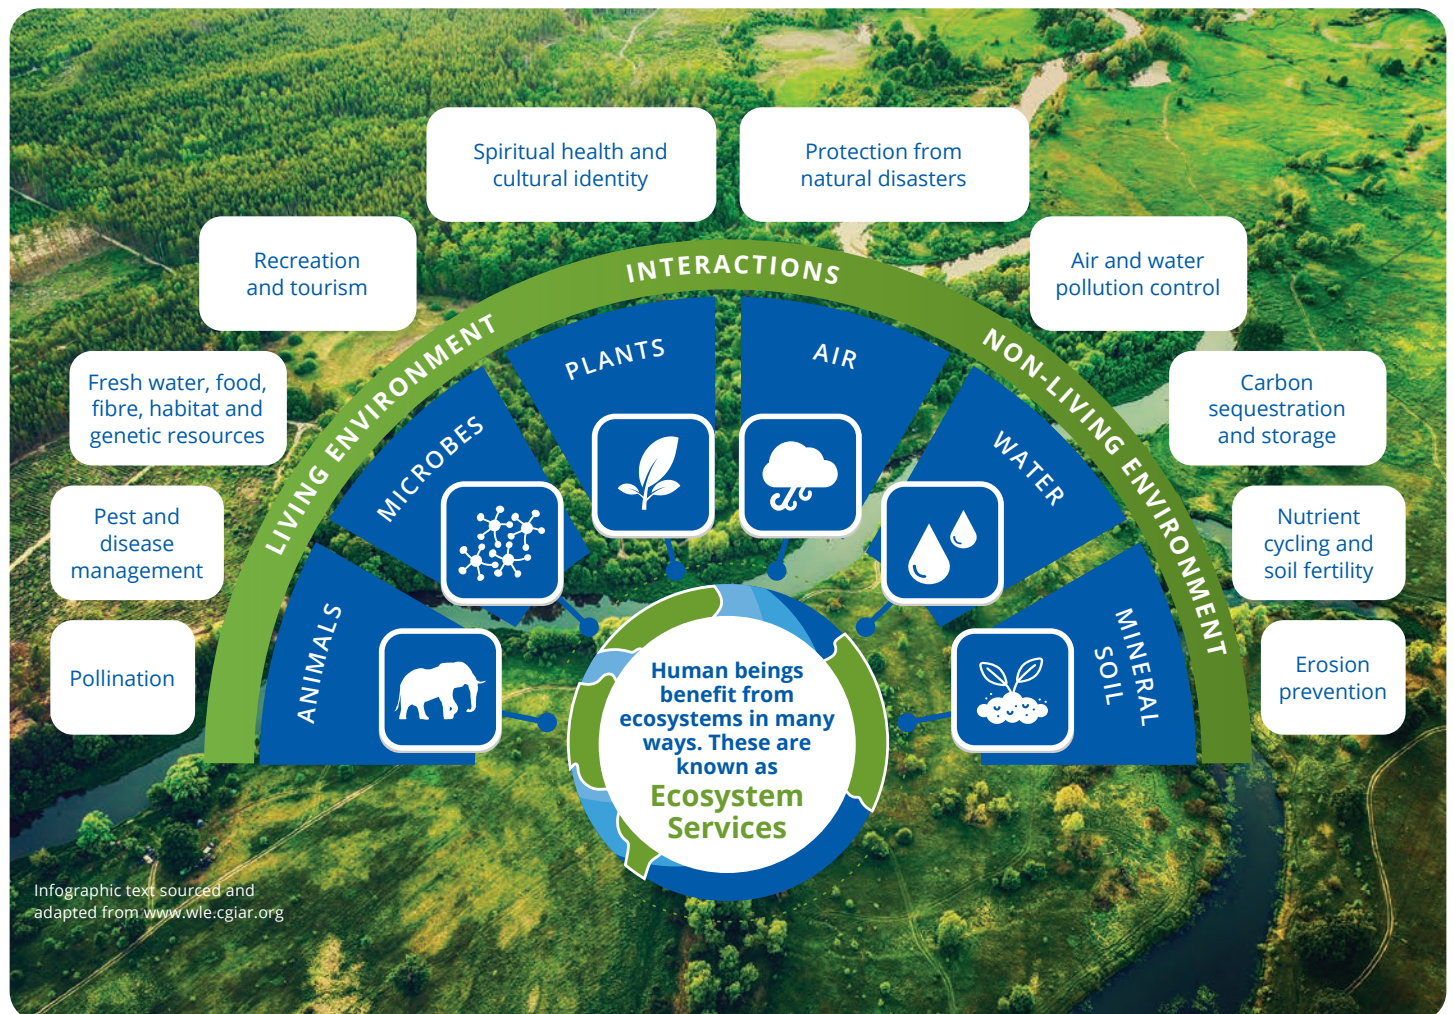 Spiritual health and
cultural identity
Protection from
natural disasters
Recreation
and tourism
Air and water
pollution control
Fresh water, food,
fibre, habitat and
genetic resources
Carbon
sequestration
and storage
Pest and
disease
management
Nutrient
cycling and
soil fertility
Pollination
Erosion
prevention
LIVING ENVIRONMENT
INTERACTIONS
NON-LIVING ENVIRONMENT
ANIMALS
MICROBES
PLANTS
AIR
WATER
MINERAL
SOIL
Human beings
benefit from
ecosystems in many
ways. These are
known as
Ecosystem
Services
Infographic text sourced and
adapted from www.wle.cgiar.org